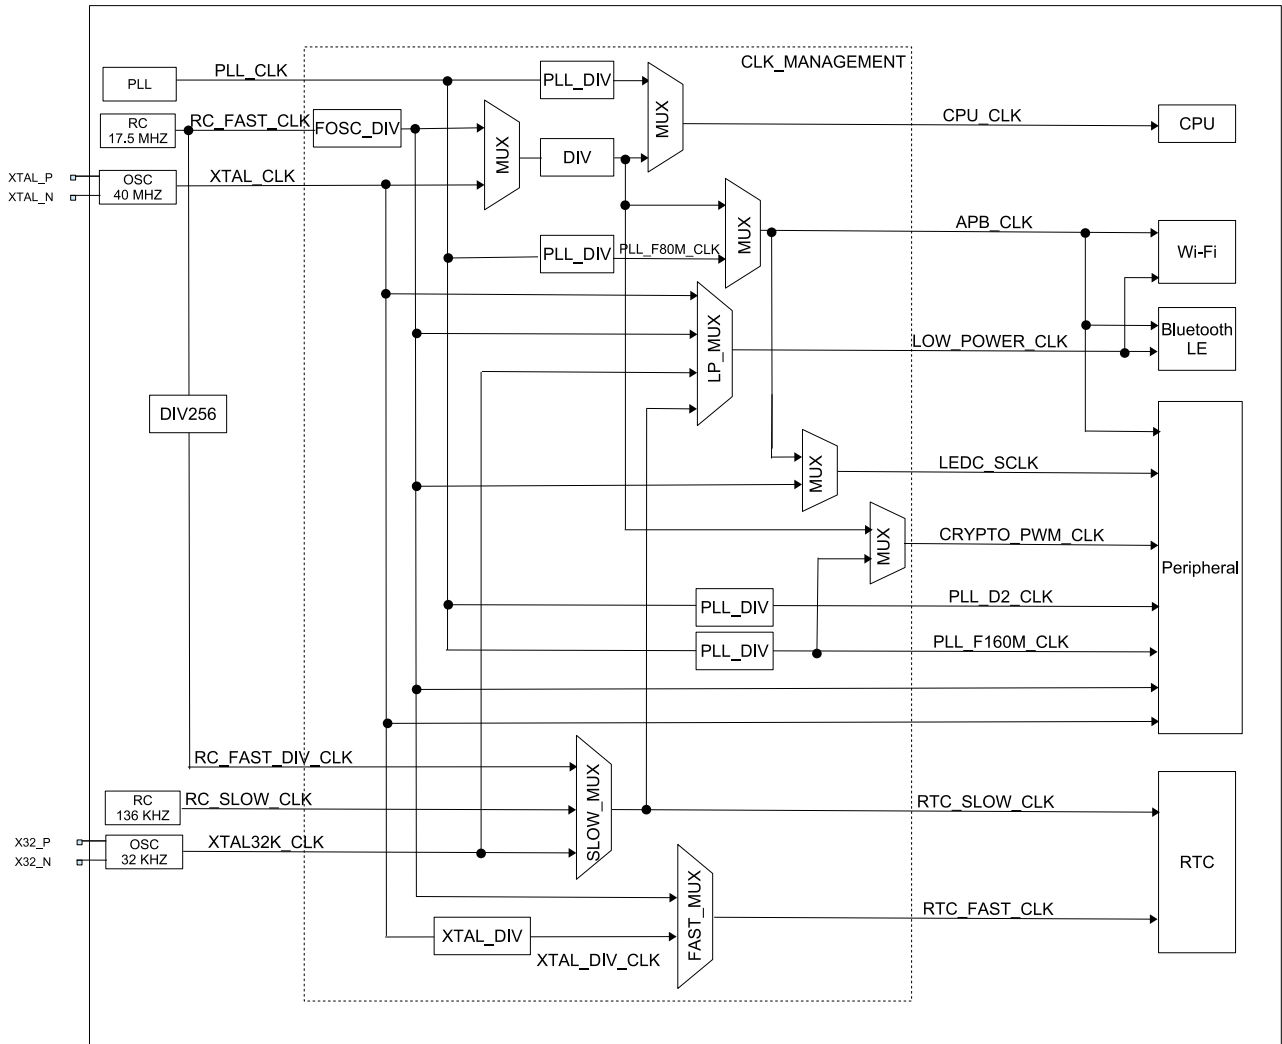 CLK_MANAGEMENT
PLL
PLL_CLK
PLL_DIV
MUX
RC
17.5 MHZ
RC_FAST_CLK
FOSC_DIV
MUX
DIV
CPU_CLK
CPU
XTAL_P
XTAL_N
OSC
40 MHZ
XTAL_CLK
PLL_DIV
PLL_F80M_CLK
MUX
APB_CLK
Wi-Fi
LP_MUX
LOW_POWER_CLK
Bluetooth
LE
DIV256
MUX
LEDC_SCLK
MUX
CRYPTO_PWM_CLK
Peripheral
PLL_DIV
PLL_D2_CLK
PLL_DIV
PLL_F160M_CLK
RC_FAST_DIV_CLK
RC
136 KHZ
RC_SLOW_CLK
SLOW_MUX
RTC_SLOW_CLK
X32_P
X32_N
OSC
32 KHZ
XTAL32K_CLK
RTC
FAST_MUX
RTC_FAST_CLK
XTAL_DIV
XTAL_DIV_CLK